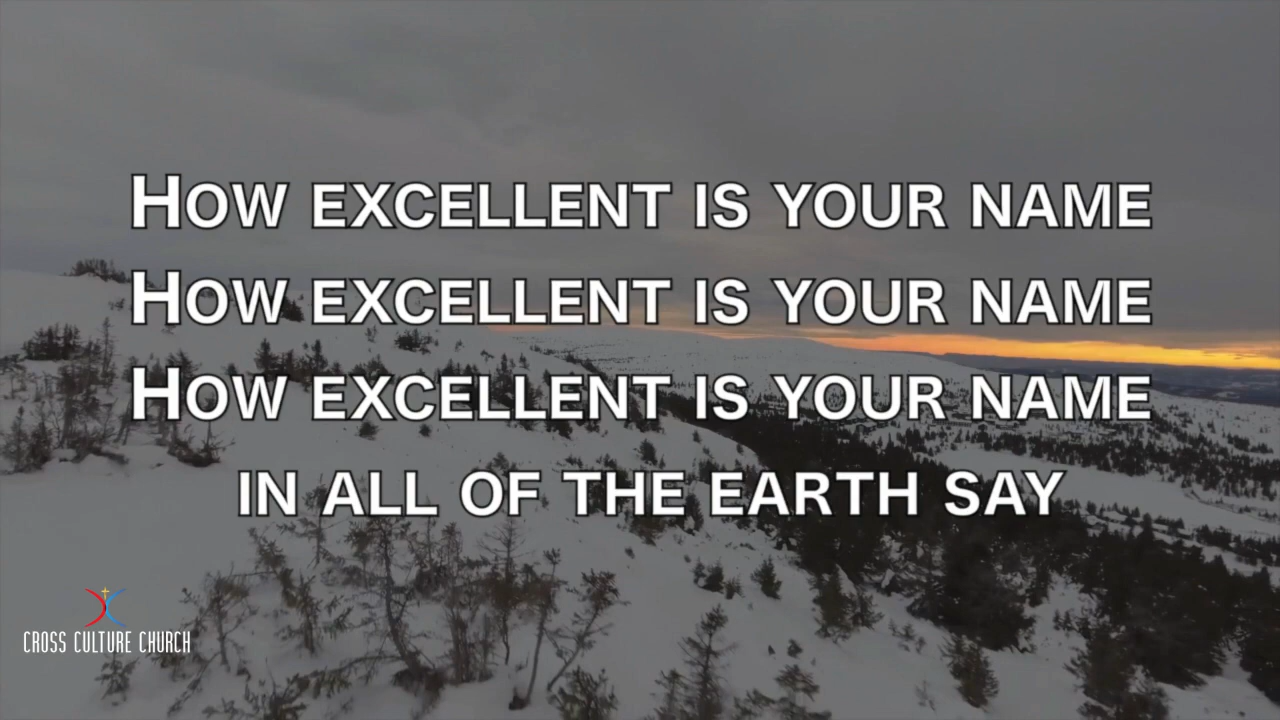 How excellent is your name
How excellent is your name
How excellent is your name
in all of the earth say
CROSS CULTURE CHURCH